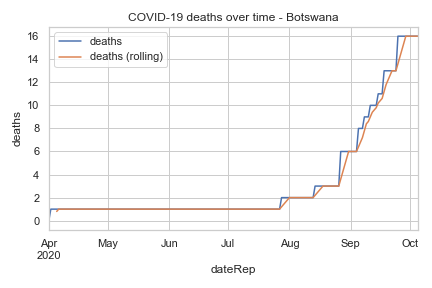 COVID-19 deaths over time - Botswana
deaths
deaths (rolling)
16
14
12
10
8
6
4
2
0
deaths
Apr
2020
May
Jun
Jul
Aug
Sep
Oct
dateRep